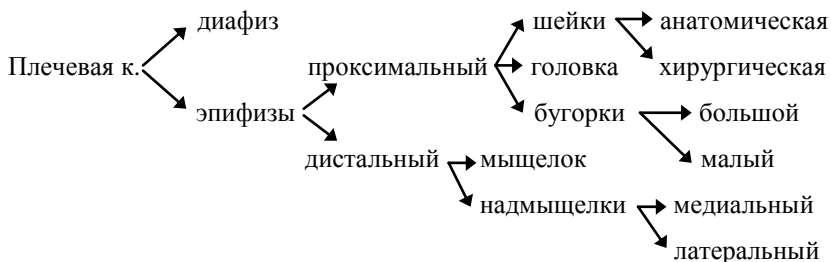 диафиз шейки анатомическая
Плечевая к. проксимальный головка хирургическая
эпифизы бугорки большой
дистальный мыщелок малый
надмыщелки медиальный
латеральный